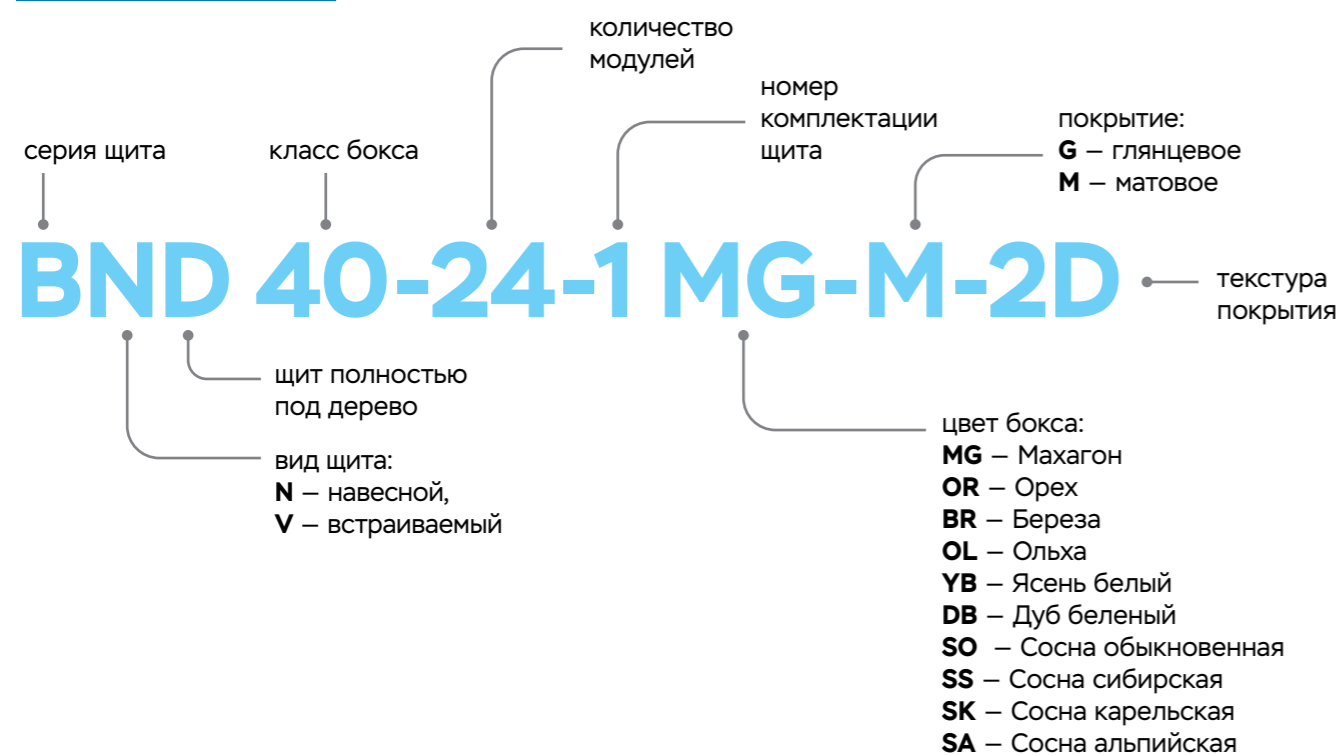 количество
модулей
номер
комплектации
щита
покрытие:
G – глянцевое
M – матовое
серия щита
класс бокса
BND 40-24-1 MG-M-2D
текстура
покрытия
щит полностью
под дерево
вид щита:
N – навесной,
V – встраиваемый
цвет бокса:
MG – Махагон
OR – Орех
BR – Береза
OL – Ольха
YB – Ясень белый
DB – Дуб беленый
SO – Сосна обыкновенная
SS – Сосна сибирская
SK – Сосна карельская
SA – Сосна альпийская